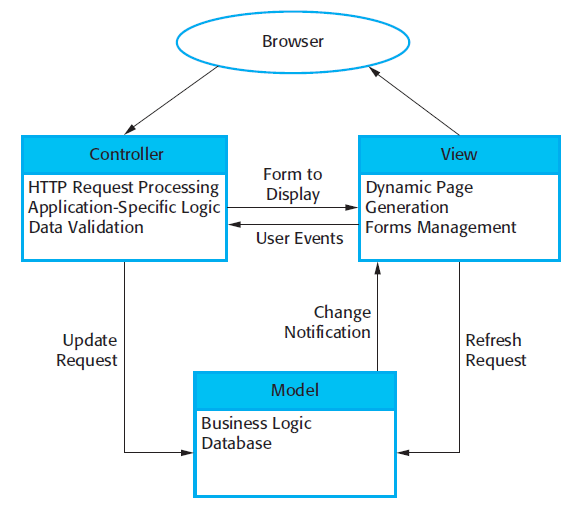 Browser
Controller
HTTP Request Processing
Application-Specific Logic
Data Validation
Form to
Display
User Events
View
Dynamic Page
Generation
Forms Management
Update
Request
Change
Notification
Refresh
Request
Model
Business Logic
Database